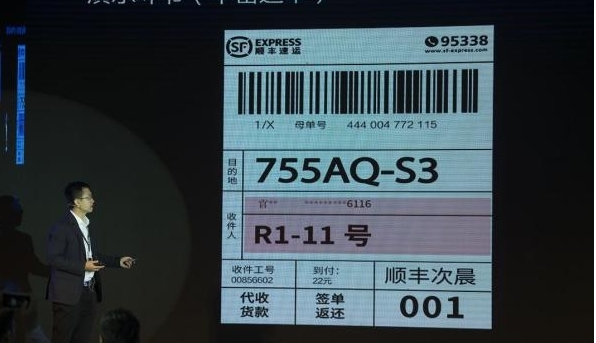 SF EXPRESS
顺丰速运
95338
www.sf-express.com
1/X 母单号 444 004 772 115
目的地
755AQ-S3
收件人
官** *********6116
R1-11 号
收件工号
00856602
到付:
22元
顺丰次晨
代收
货款
签单
返还
001